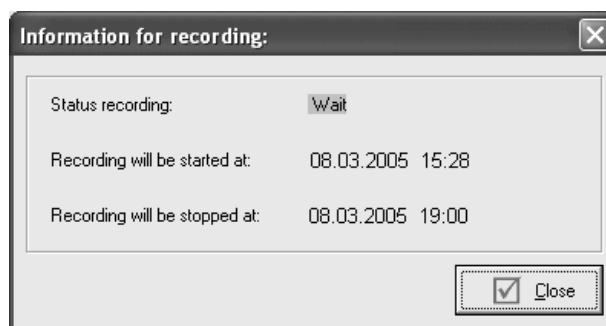 Information for recording:
Status recording: Wait
Recording will be started at: 08.03.2005 15:28
Recording will be stopped at: 08.03.2005 19:00
Close